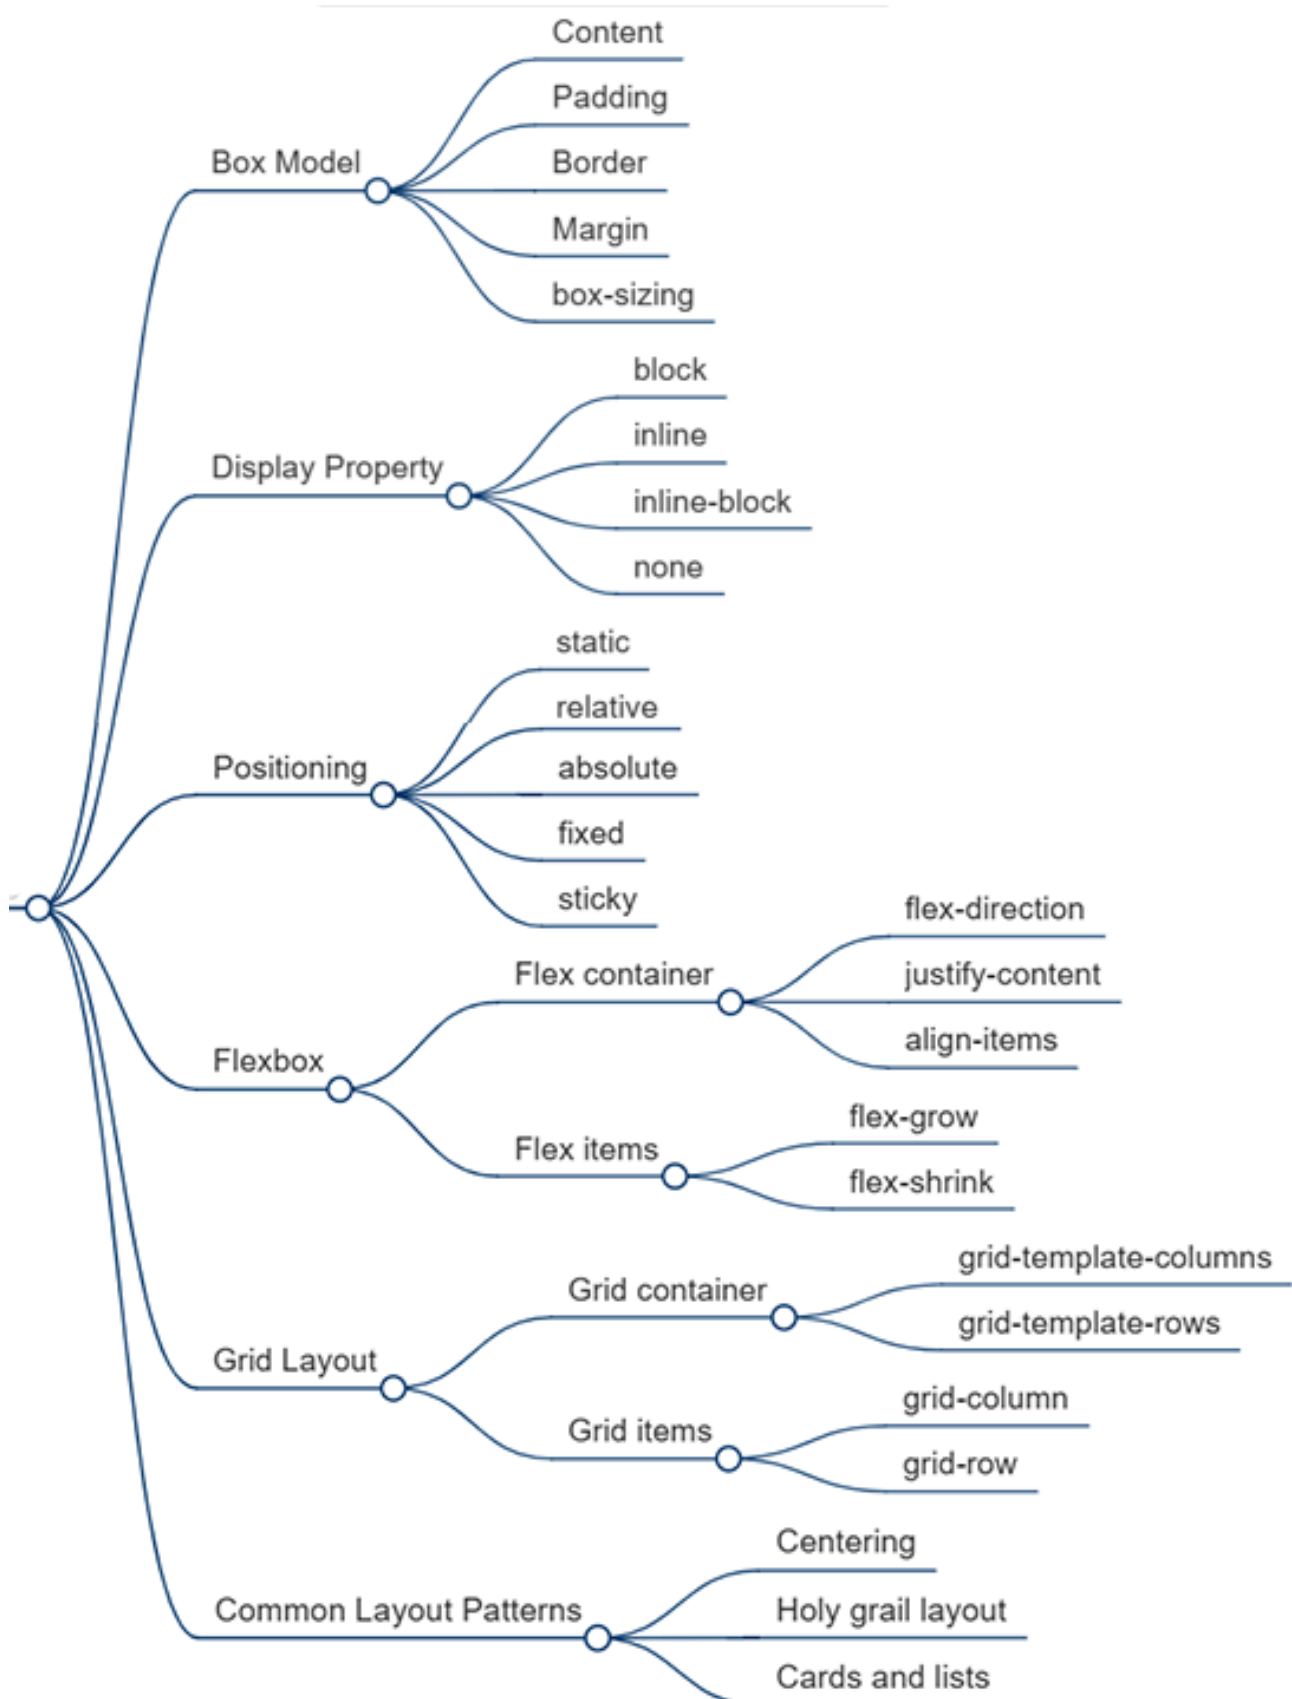 Content
Padding
Box Model
Border
Margin
box-sizing
block
inline
Display Property
inline-block
none
static
relative
Positioning
absolute
fixed
sticky
flex-direction
Flex container
justify-content
align-items
Flexbox
flex-grow
Flex items
flex-shrink
grid-template-columns
Grid container
grid-template-rows
Grid Layout
grid-column
Grid items
grid-row
Centering
Common Layout Patterns
Holy grail layout
Cards and lists